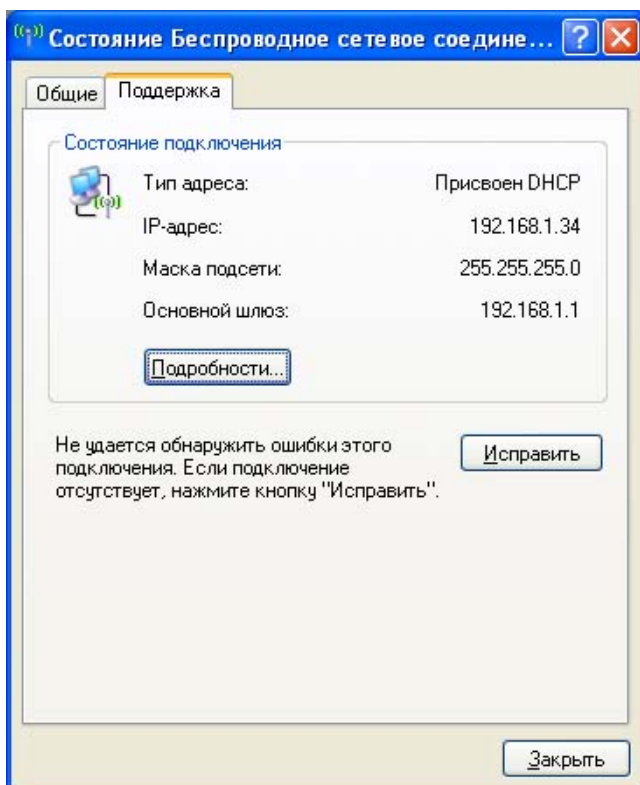 Состояние Беспроводное сетевое соедине...
Общие Поддержка
Состояние подключения
Тип адреса: Присвоен DHCP
IP-адрес: 192.168.1.34
Маска подсети: 255.255.255.0
Основной шлюз: 192.168.1.1
Подробности...
Не удается обнаружить ошибки этого
подключения. Если подключение
отсутствует, нажмите кнопку "Исправить".
Исправить
Закрыть